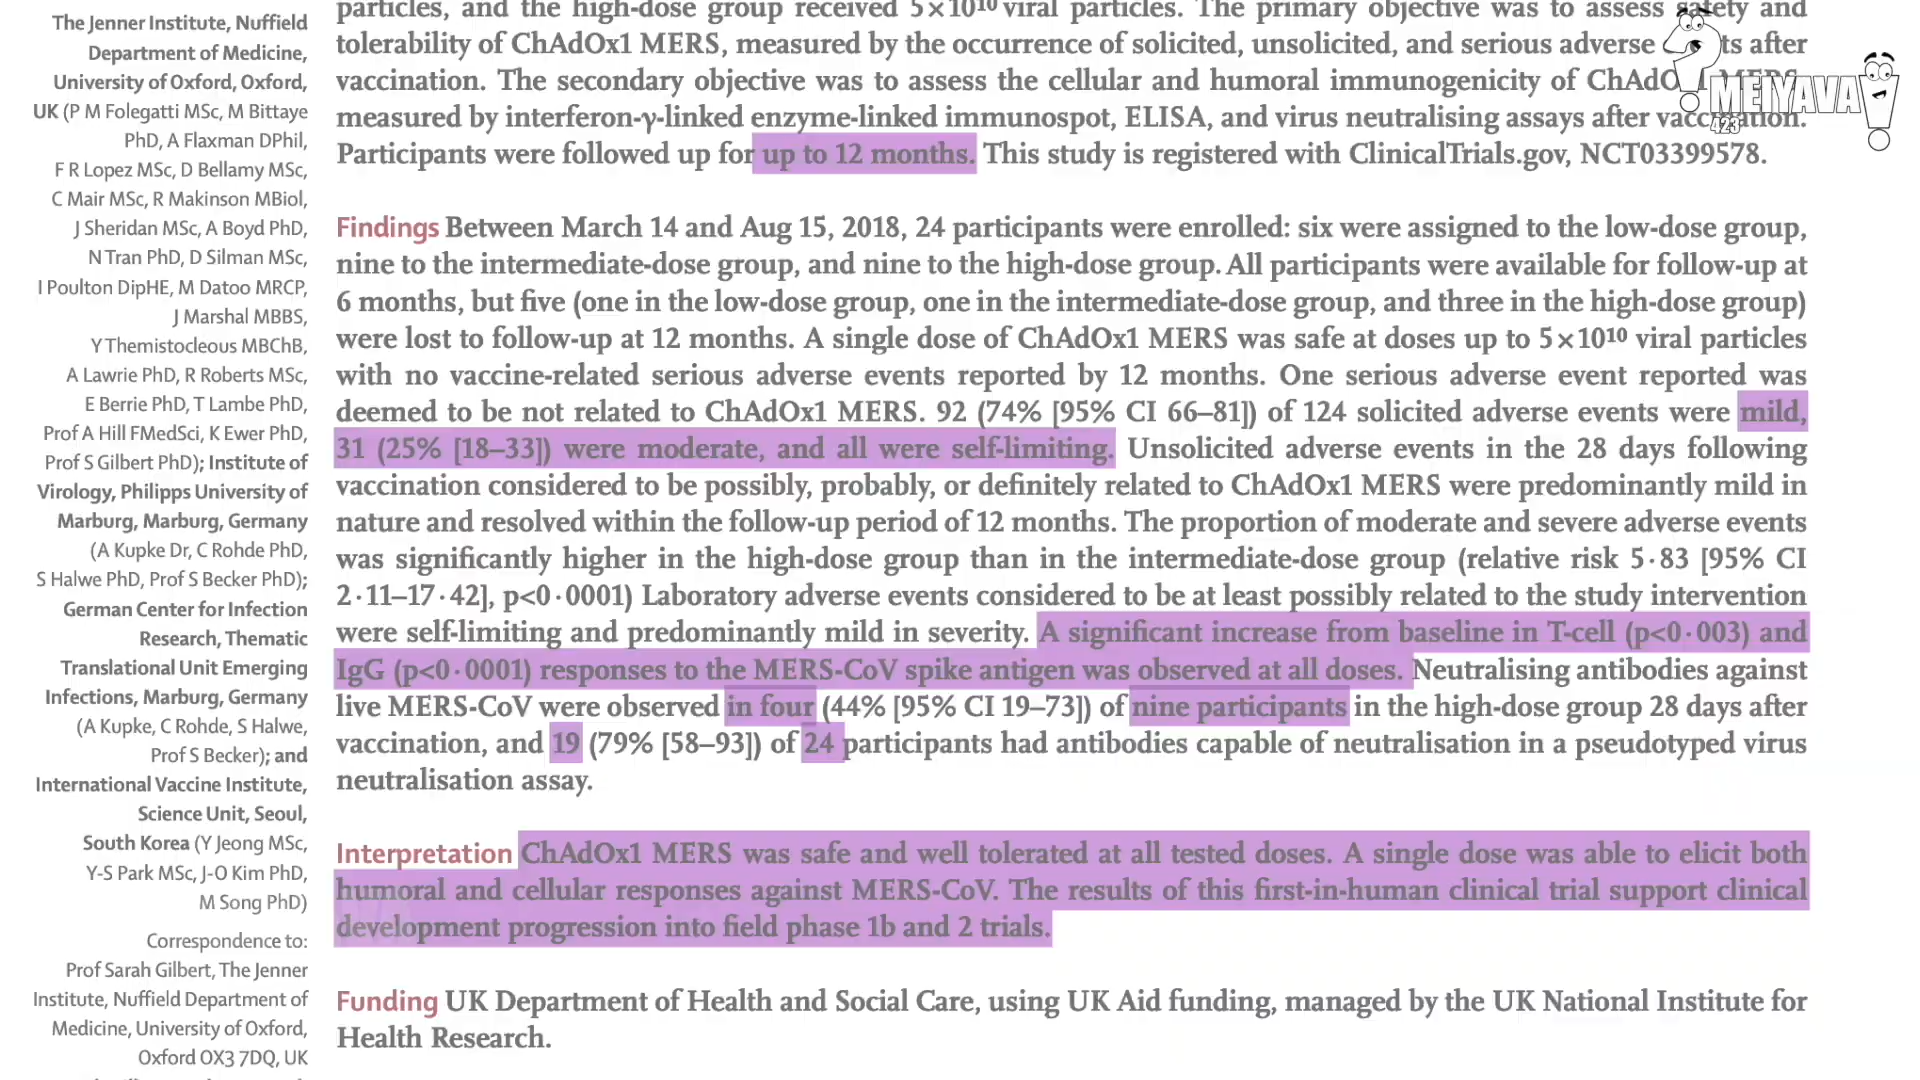 The Jenner Institute, Nuffield
Department of Medicine,
University of Oxford, Oxford,
UK (P M Folegatti MSc, M Bittaye
PhD, A Flaxman DPhil,
F R Lopez MSc, D Bellamy MSc,
C Mair MSc, R Makinson MBiol,
J Sheridan MSc, A Boyd PhD,
N Tran PhD, D Silman MSc,
I Poulton DipHE, M Datoo MRCP,
J Marshal MBBS,
Y Themistocleous MBChB,
A Lawrie PhD, R Roberts MSc,
E Berrie PhD, T Lambe PhD,
Prof A Hill FMedSci, K Ewer PhD,
Prof S Gilbert PhD); Institute of
Virology, Philipps University of
Marburg, Marburg, Germany
(A Kupke Dr, C Rohde PhD,
S Halwe PhD, Prof S Becker PhD);
German Center for Infection
Research, Thematic
Translational Unit Emerging
Infections, Marburg, Germany
(A Kupke, C Rohde, S Halwe,
Prof S Becker); and
International Vaccine Institute,
Science Unit, Seoul,
South Korea (Y Jeong MSc,
Y-S Park MSc, J-O Kim PhD,
M Song PhD)
Correspondence to:
Prof Sarah Gilbert, The Jenner
Institute, Nuffield Department of
Medicine, University of Oxford,
Oxford OX3 7DQ, UK
particles, and the high-dose group received 5×10¹⁰ viral particles. The primary objective was to assess safety and
tolerability of ChAdOx1 MERS, measured by the occurrence of solicited, unsolicited, and serious adverse after
vaccination. The secondary objective was to assess the cellular and humoral immunogenicity of MERS
measured by interferon-γ-linked enzyme-linked immunospot, ELISA, and virus neutralising assays after vaccination.
Participants were followed up for up to 12 months. This study is registered with ClinicalTrials.gov, NCT03399578.
Findings Between March 14 and Aug 15, 2018, 24 participants were enrolled: six were assigned to the low-dose group,
nine to the intermediate-dose group, and nine to the high-dose group. All participants were available for follow-up at
6 months, but five (one in the low-dose group, one in the intermediate-dose group, and three in the high-dose group)
were lost to follow-up at 12 months. A single dose of ChAdOx1 MERS was safe at doses up to 5×10¹⁰ viral particles
with no vaccine-related serious adverse events reported by 12 months. One serious adverse event reported was
deemed to be not related to ChAdOx1 MERS. 92 (74% [95% CI 66–81]) of 124 solicited adverse events were mild,
31 (25% [18–33]) were moderate, and all were self-limiting. Unsolicited adverse events in the 28 days following
vaccination considered to be possibly, probably, or definitely related to ChAdOx1 MERS were predominantly mild in
nature and resolved within the follow-up period of 12 months. The proportion of moderate and severe adverse events
was significantly higher in the high-dose group than in the intermediate-dose group (relative risk 5·83 [95% CI
2·11–17·42], p<0·0001) Laboratory adverse events considered to be at least possibly related to the study intervention
were self-limiting and predominantly mild in severity. A significant increase from baseline in T-cell (p<0·003) and
IgG (p<0·0001) responses to the MERS-CoV spike antigen was observed at all doses. Neutralising antibodies against
live MERS-CoV were observed in four (44% [95% CI 19–73]) of nine participants in the high-dose group 28 days after
vaccination, and 19 (79% [58–93]) of 24 participants had antibodies capable of neutralisation in a pseudotyped virus
neutralisation assay.
Interpretation ChAdOx1 MERS was safe and well tolerated at all tested doses. A single dose was able to elicit both
humoral and cellular responses against MERS-CoV. The results of this first-in-human clinical trial support clinical
development progression into field phase 1b and 2 trials.
Funding UK Department of Health and Social Care, using UK Aid funding, managed by the UK National Institute for
Health Research.
MEIYAVA
423